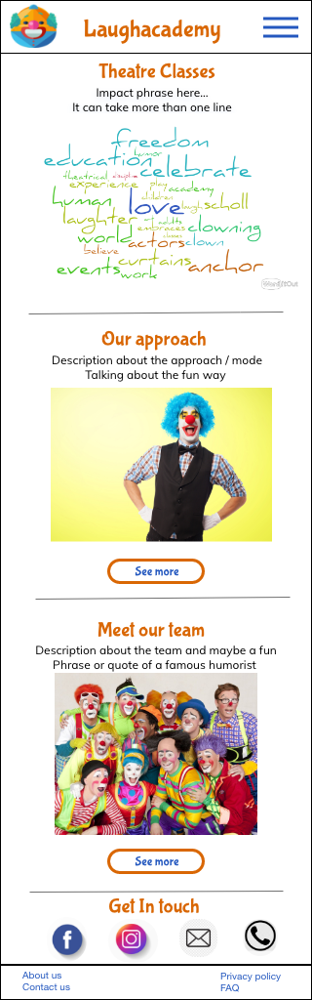 Laughacademy
Theatre Classes
Impact phrase here...
It can take more than one line
freedom
humor
education
theatrical discipline celebrate
experience play academy
children
human love laugh scholl
laughter adults
embraces clowning
world classes
actors clown
believe
curtains
events work anchor
WordItOut
Our approach
Description about the approach / mode
Talking about the fun way
See more
Meet our team
Description about the team and maybe a fun
Phrase or quote of a famous humorist
See more
Get In touch
About us
Contact us
Privacy policy
FAQ